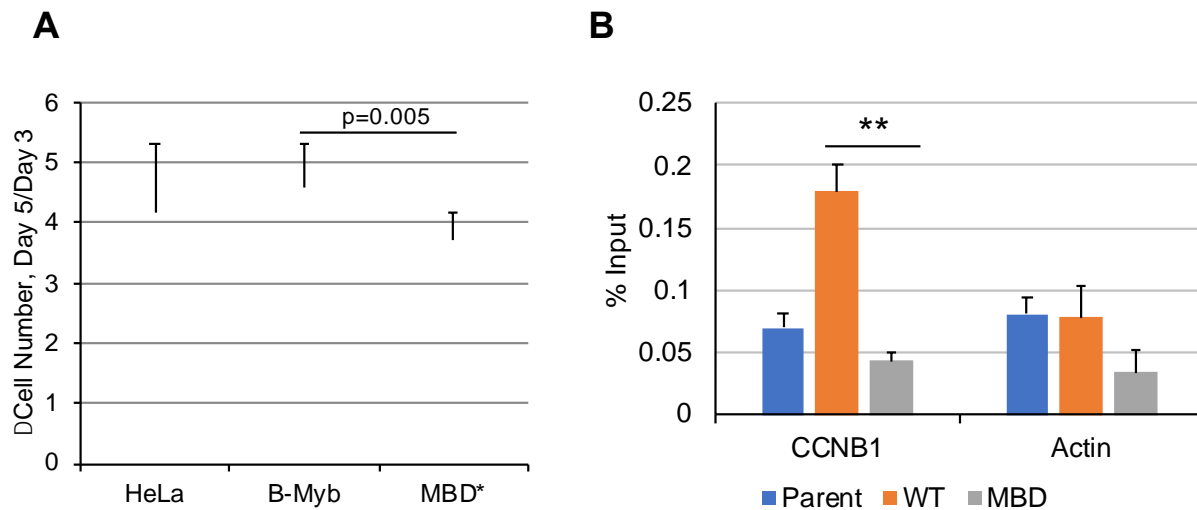 A
DCell Number, Day 5/Day 3
6
5
4
3
2
1
0
p=0.005
HeLa B-Myb MBD*
B
% Input
0.25
0.2
0.15
0.1
0.05
0
**
CCNB1 Actin
Parent WT MBD